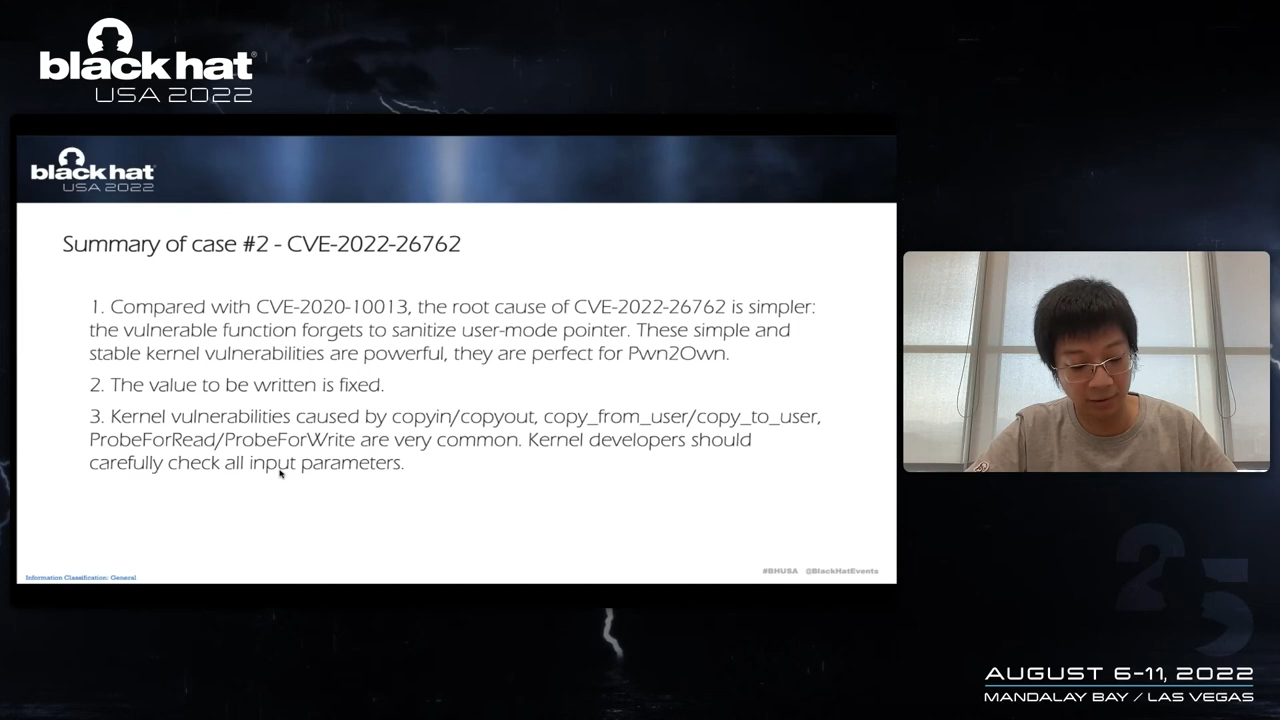 black hat®
USA 2022
black hat
USA 2022
Summary of case #2 - CVE-2022-26762
1. Compared with CVE-2020-10013, the root cause of CVE-2022-26762 is simpler:
the vulnerable function forgets to sanitize user-mode pointer. These simple and
stable kernel vulnerabilities are powerful, they are perfect for Pwn2Own.
2. The value to be written is fixed.
3. Kernel vulnerabilities caused by copyin/copyout, copy_from_user/copy_to_user,
ProbeForRead/ProbeForWrite are very common. Kernel developers should
carefully check all input parameters.
Information Classification: General
#BHUSA @BlackHatEvents
25
AUGUST 6-11, 2022
MANDALAY BAY / LAS VEGAS